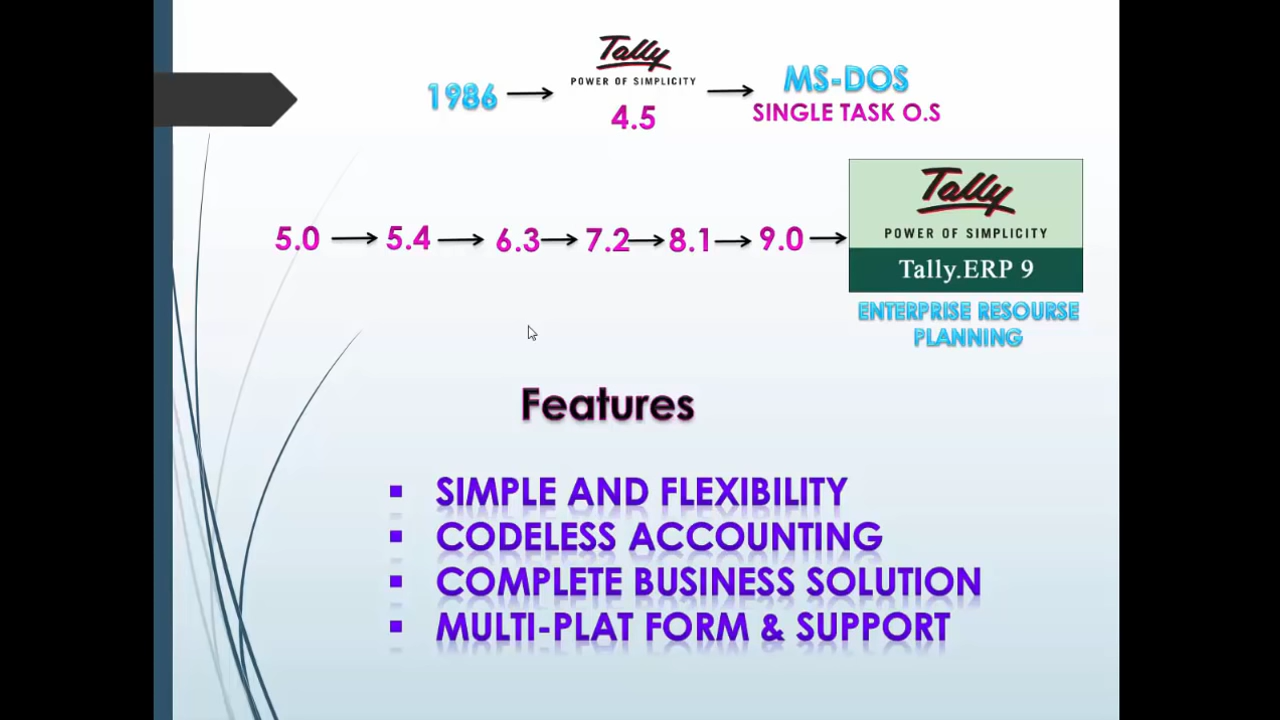 1986 → Tally → MS-DOS
POWER OF SIMPLICITY
4.5
SINGLE TASK O.S
5.0 → 5.4 → 6.3 → 7.2 → 8.1 → 9.0 →
Tally
POWER OF SIMPLICITY
Tally.ERP 9
ENTERPRISE RESOURSE
PLANNING
Features
▪ SIMPLE AND FLEXIBILITY
▪ CODELESS ACCOUNTING
▪ COMPLETE BUSINESS SOLUTION
▪ MULTI-PLAT FORM & SUPPORT